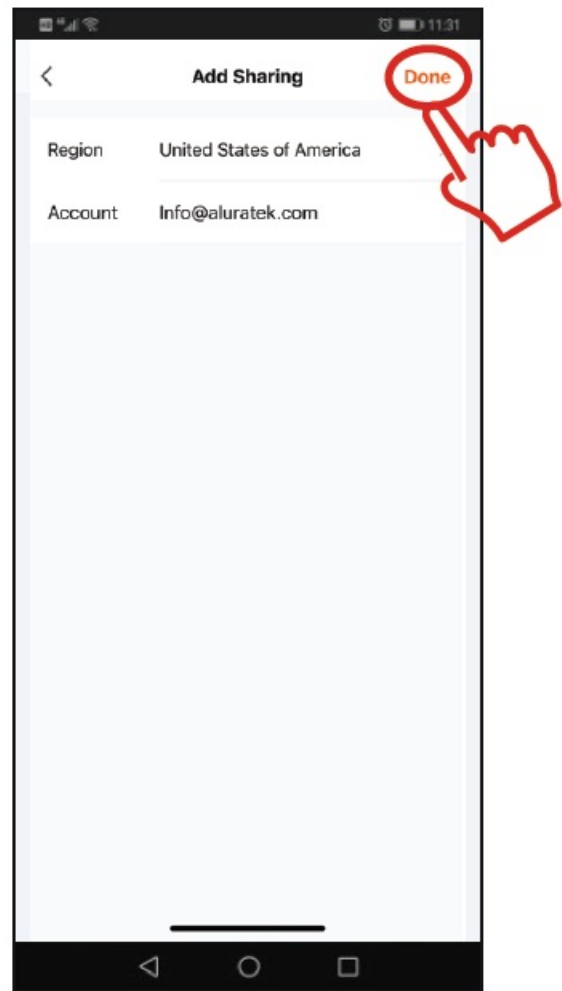 11:31
Add Sharing
Done
Region United States of America
Account Info@aluratek.com